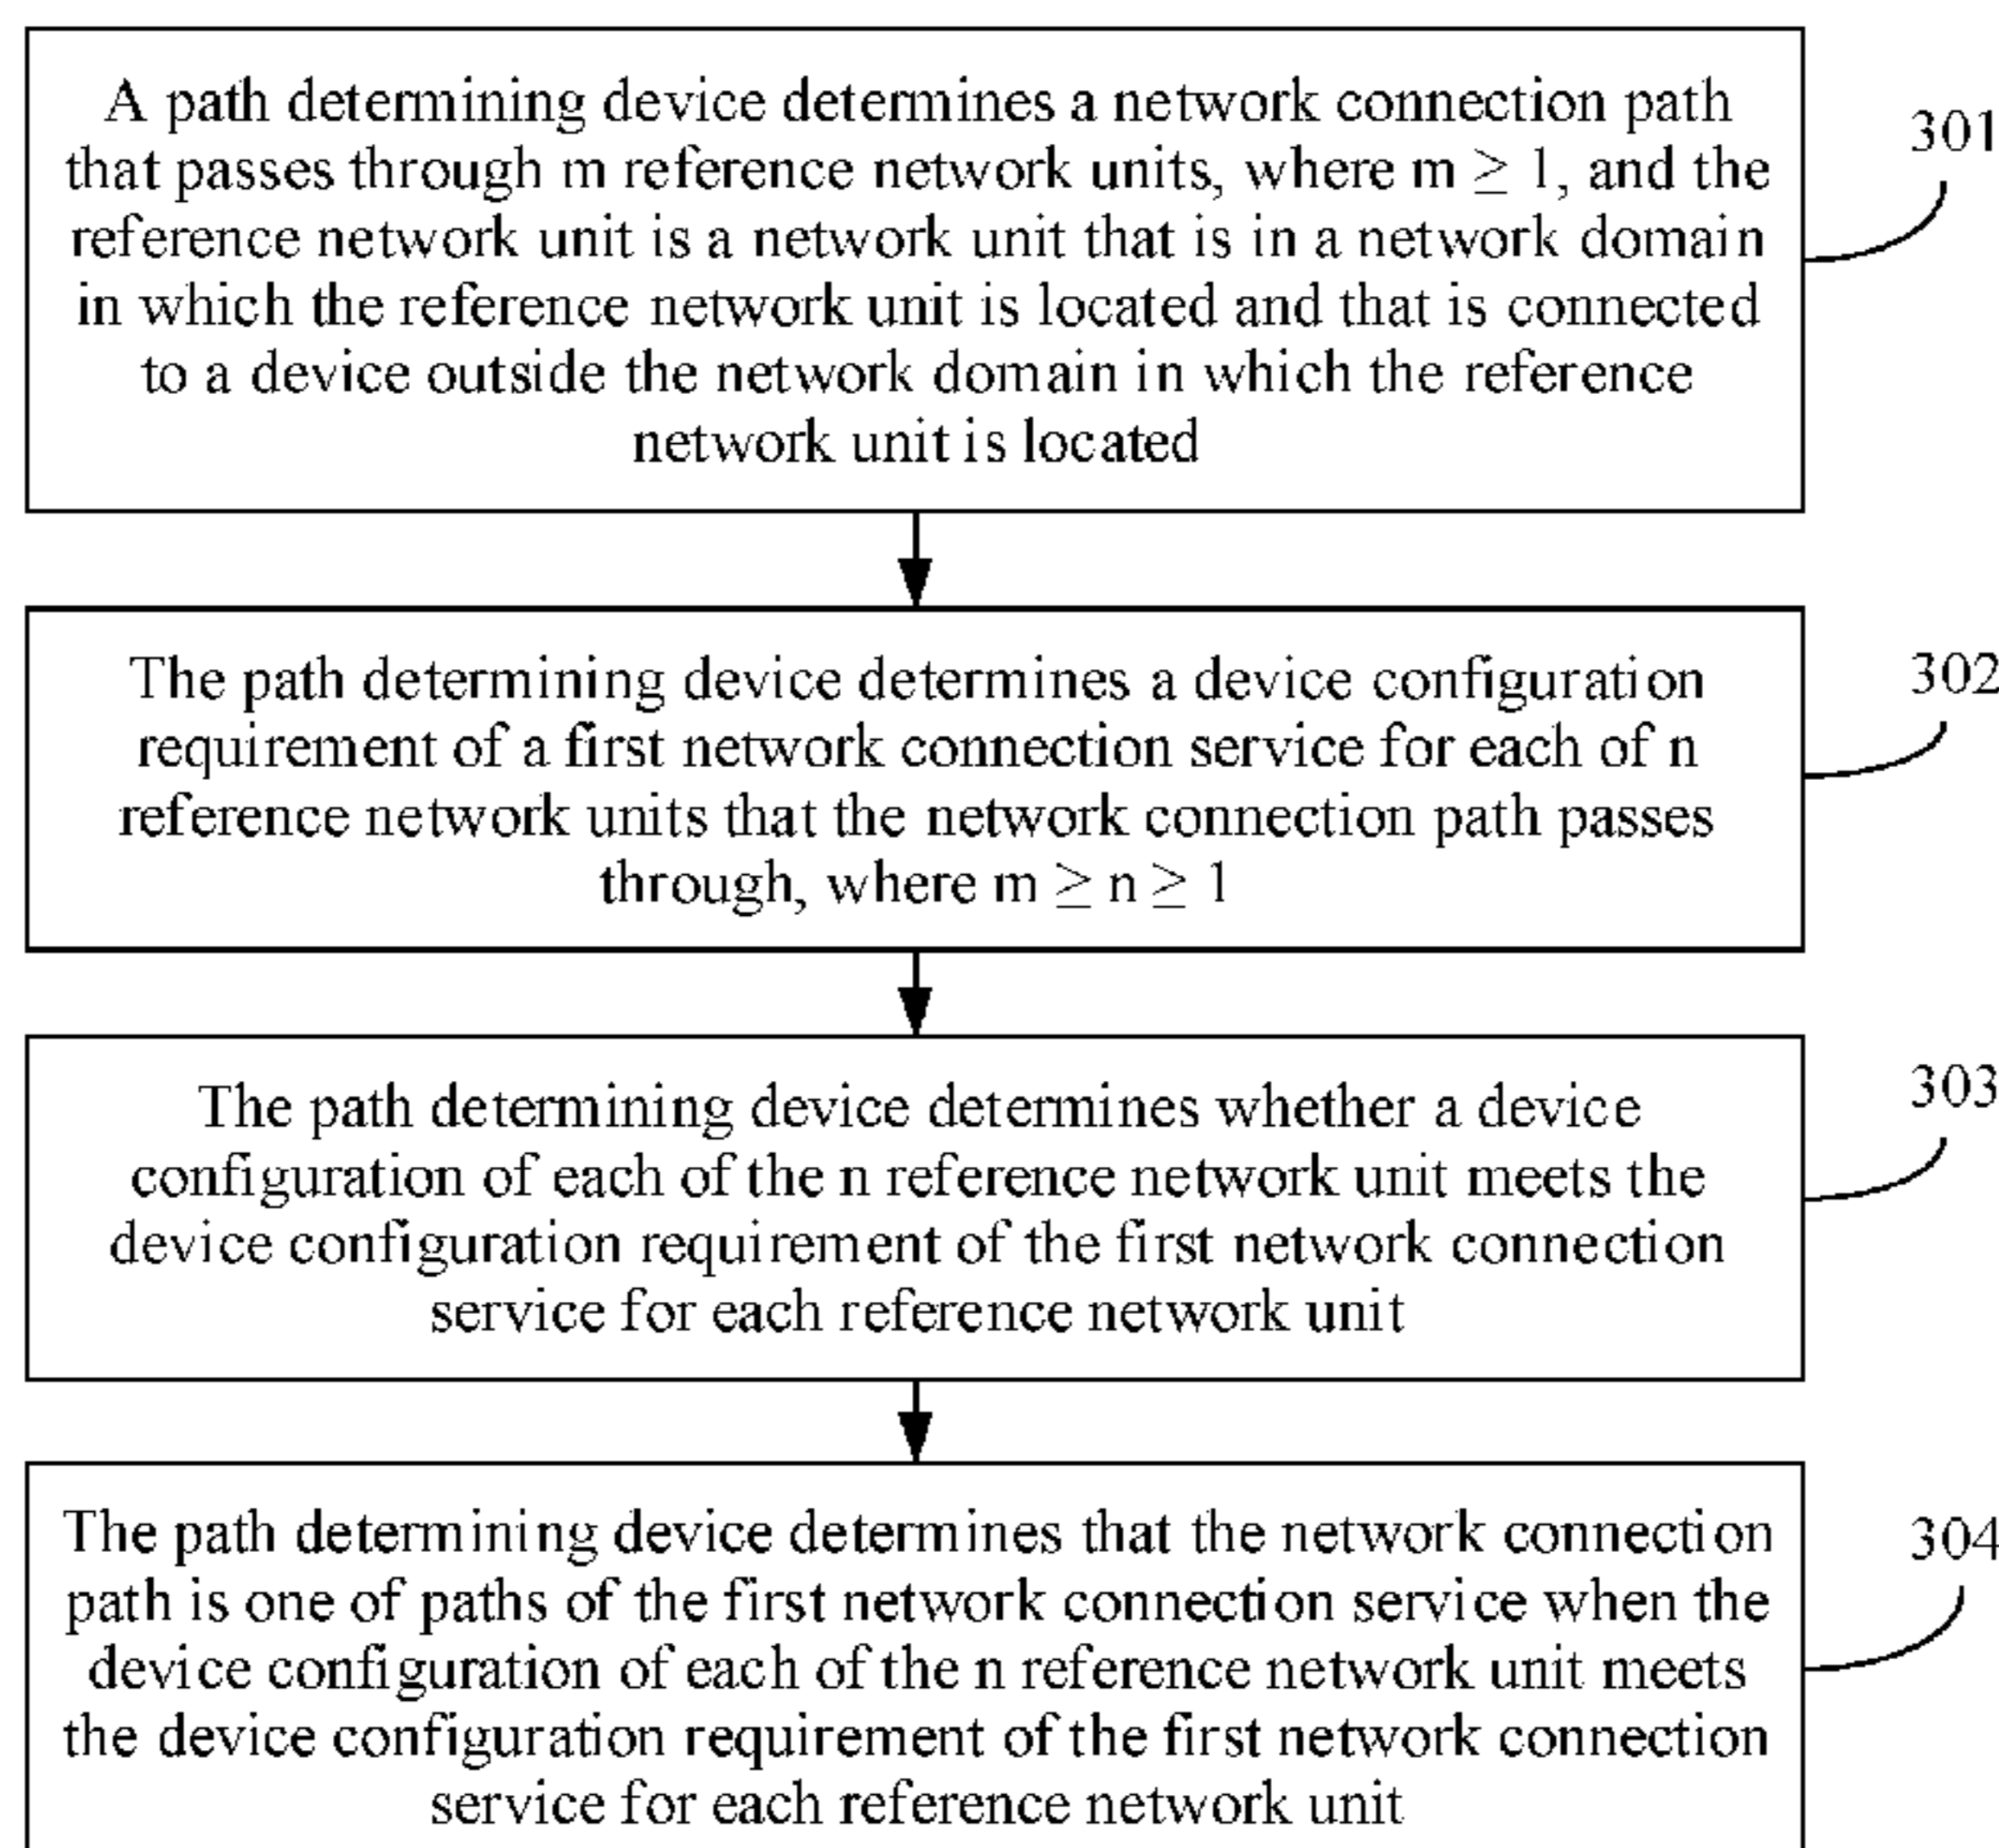 A path determining device determines a network connection path
that passes through m reference network units, where m ≥ 1, and the
reference network unit is a network unit that is in a network domain
in which the reference network unit is located and that is connected
to a device outside the network domain in which the reference
network unit is located
301
The path determining device determines a device configuration
requirement of a first network connection service for each of n
reference network units that the network connection path passes
through, where m ≥ n ≥ 1
302
The path determining device determines whether a device
configuration of each of the n reference network unit meets the
device configuration requirement of the first network connection
service for each reference network unit
303
The path determining device determines that the network connection
path is one of paths of the first network connection service when the
device configuration of each of the n reference network unit meets
the device configuration requirement of the first network connection
service for each reference network unit
304